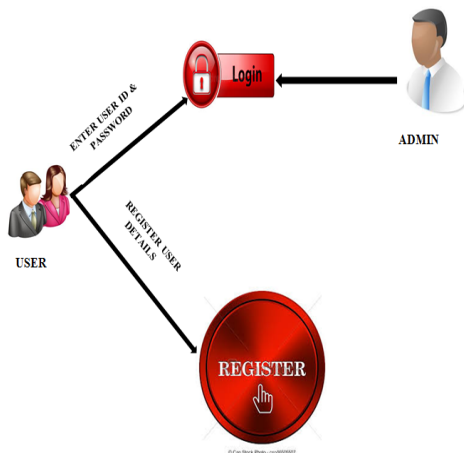 Login
ADMIN
ENTER USER ID &
PASSWORD
USER
REGISTER USER
DETAILS
REGISTER